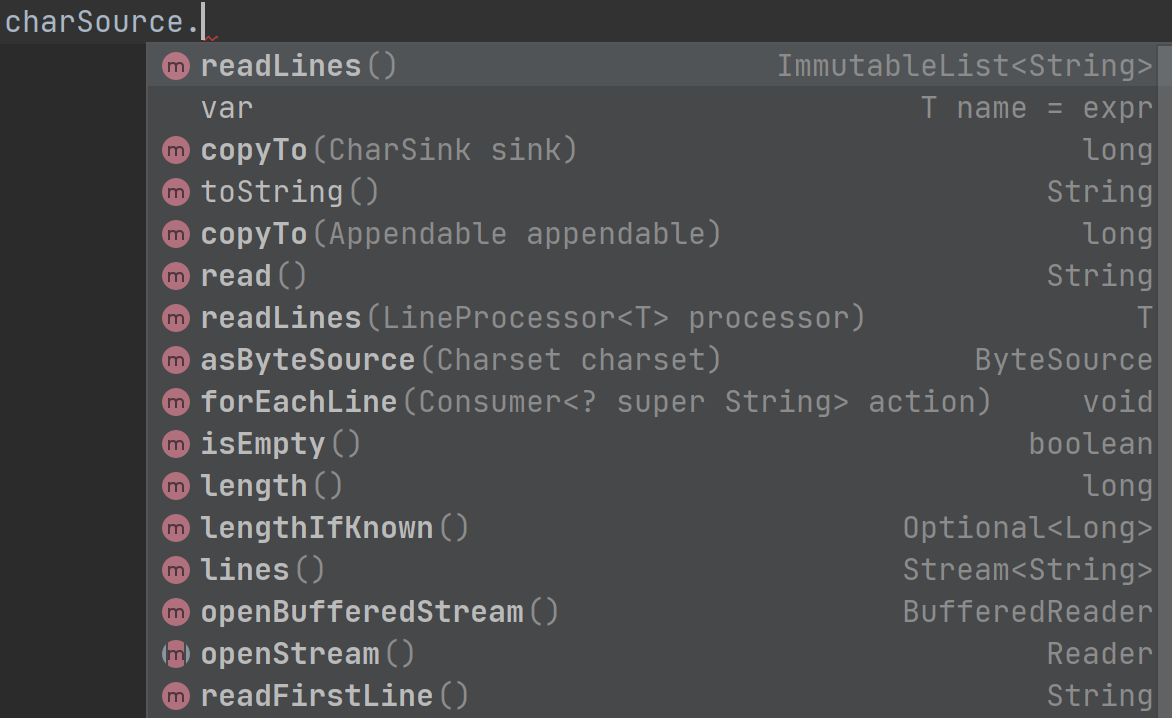 charSource.
readLines() ImmutableList<String>
var T name = expr
copyTo(CharSink sink) long
toString() String
copyTo(Appendable appendable) long
read() String
readLines(LineProcessor<T> processor) T
asByteSource(Charset charset) ByteSource
forEachLine(Consumer<? super String> action) void
isEmpty() boolean
length() long
lengthIfKnown() Optional<Long>
lines() Stream<String>
openBufferedStream() BufferedReader
openStream() Reader
readFirstLine() String